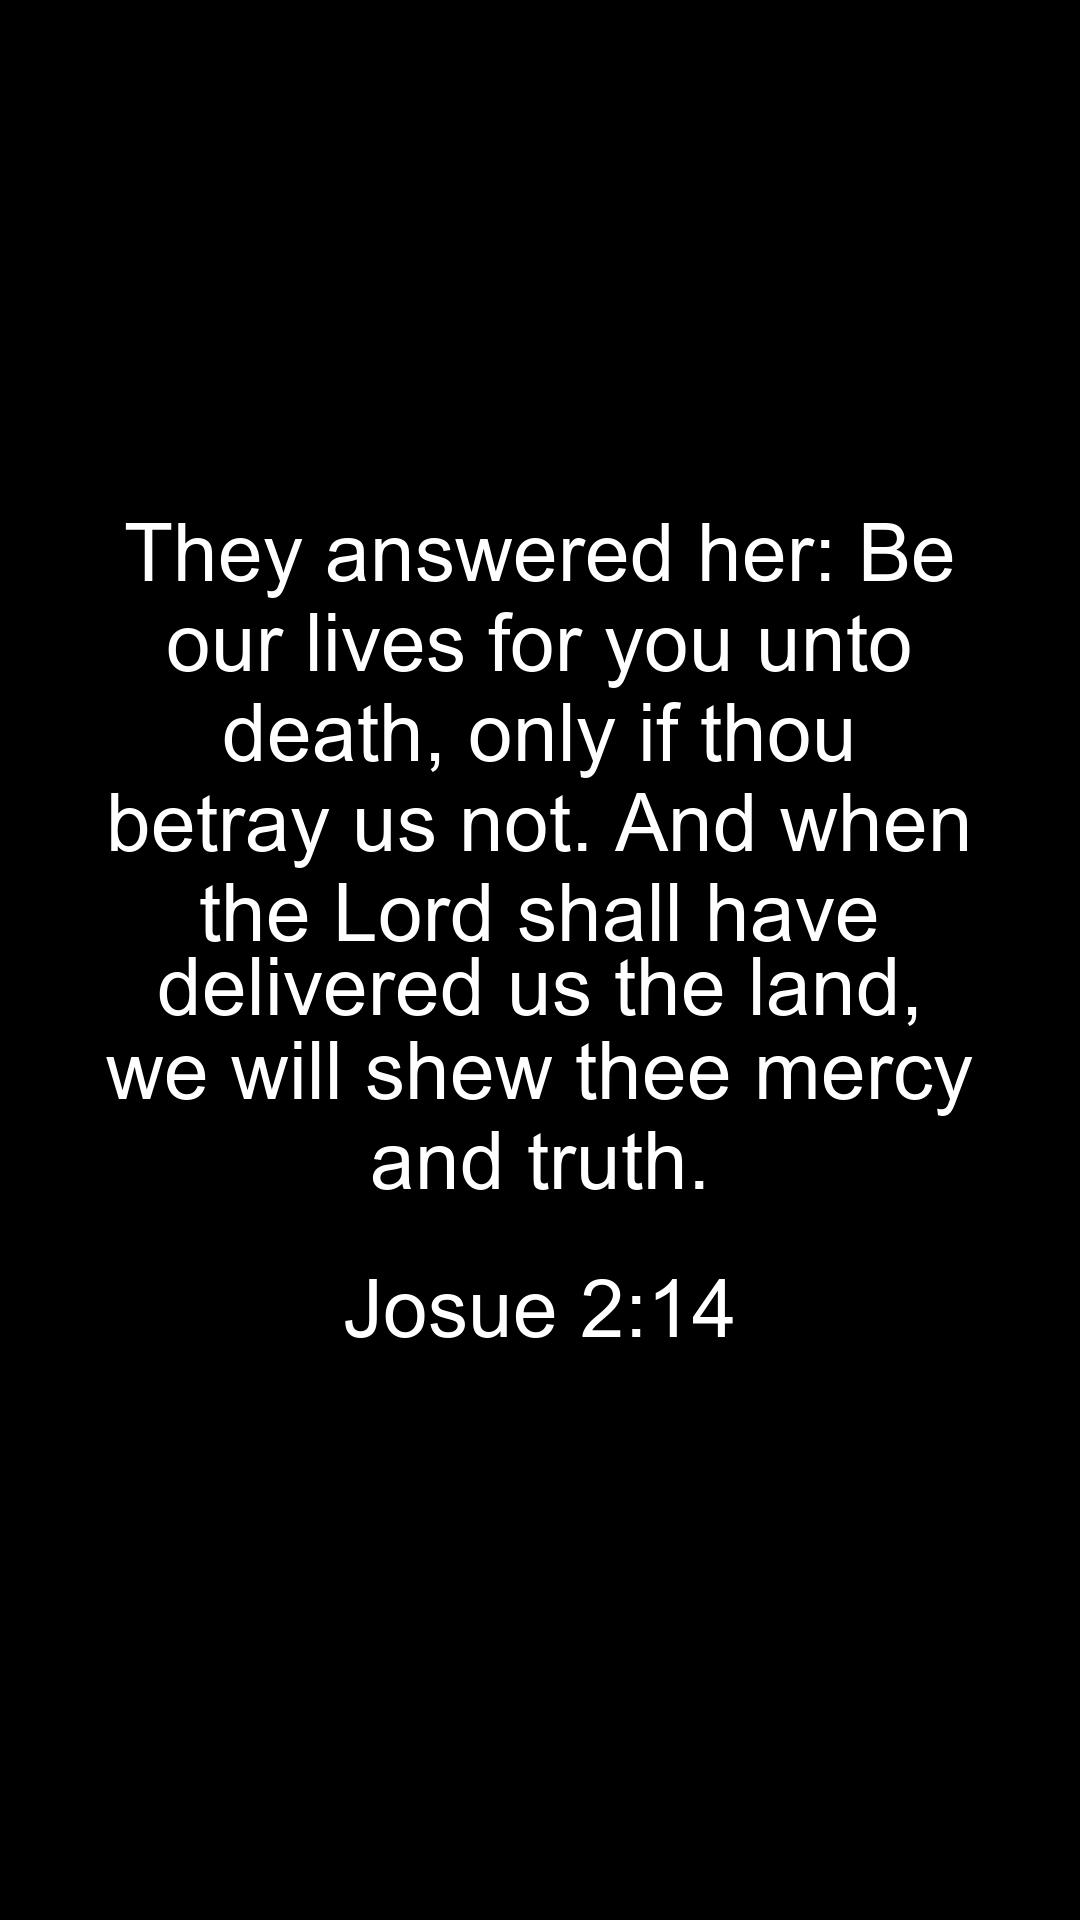 They answered her: Be
our lives for you unto
death, only if thou
betray us not. And when
the Lord shall have
delivered us the land,
we will shew thee mercy
and truth.
Josue 2:14